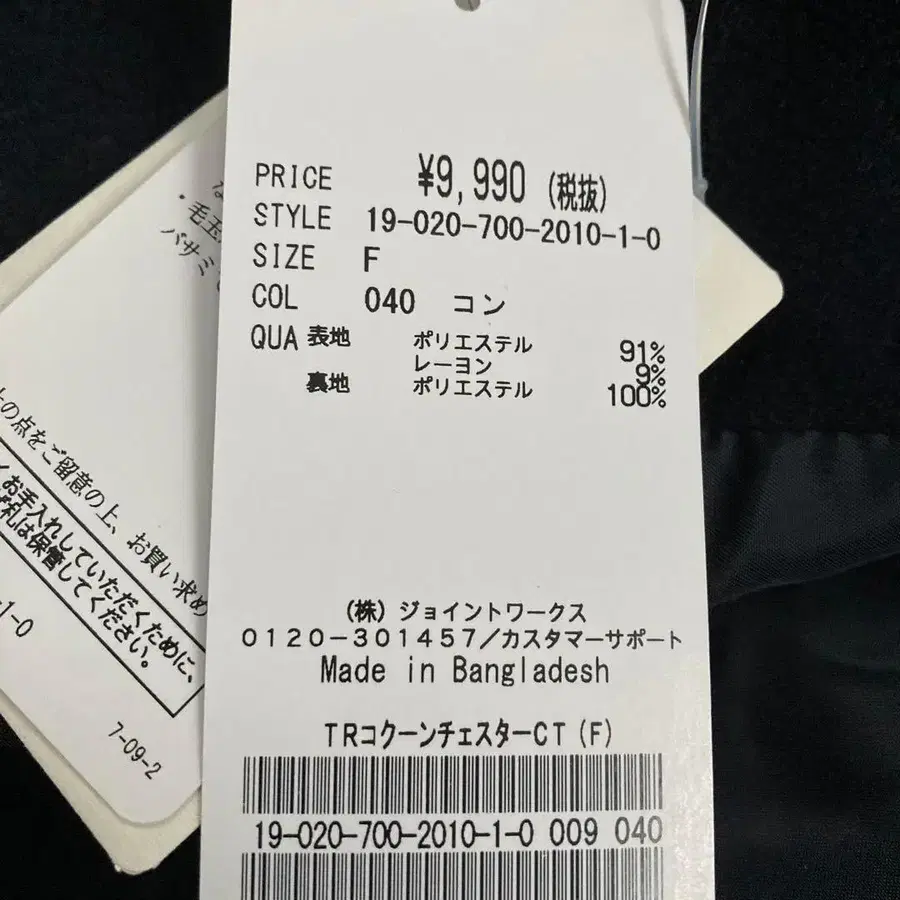 PRICE ¥9,990 (税抜)
STYLE 19-020-700-2010-1-0
SIZE F
COL 040 コン
QUA 表地 ポリエステル 91%
レーヨン 9%
裏地 ポリエステル 100%
(株) ジョイントワークス
0120-301457/カスタマーサポート
Made in Bangladesh
TRコクーンチェスターCT (F)
19-020-700-2010-1-0 009 040
・毛玉
バサミ
の点をご留意の上、お買い求め
お手入れしていただくために、
札は保管してください。
1-0
7-09-2